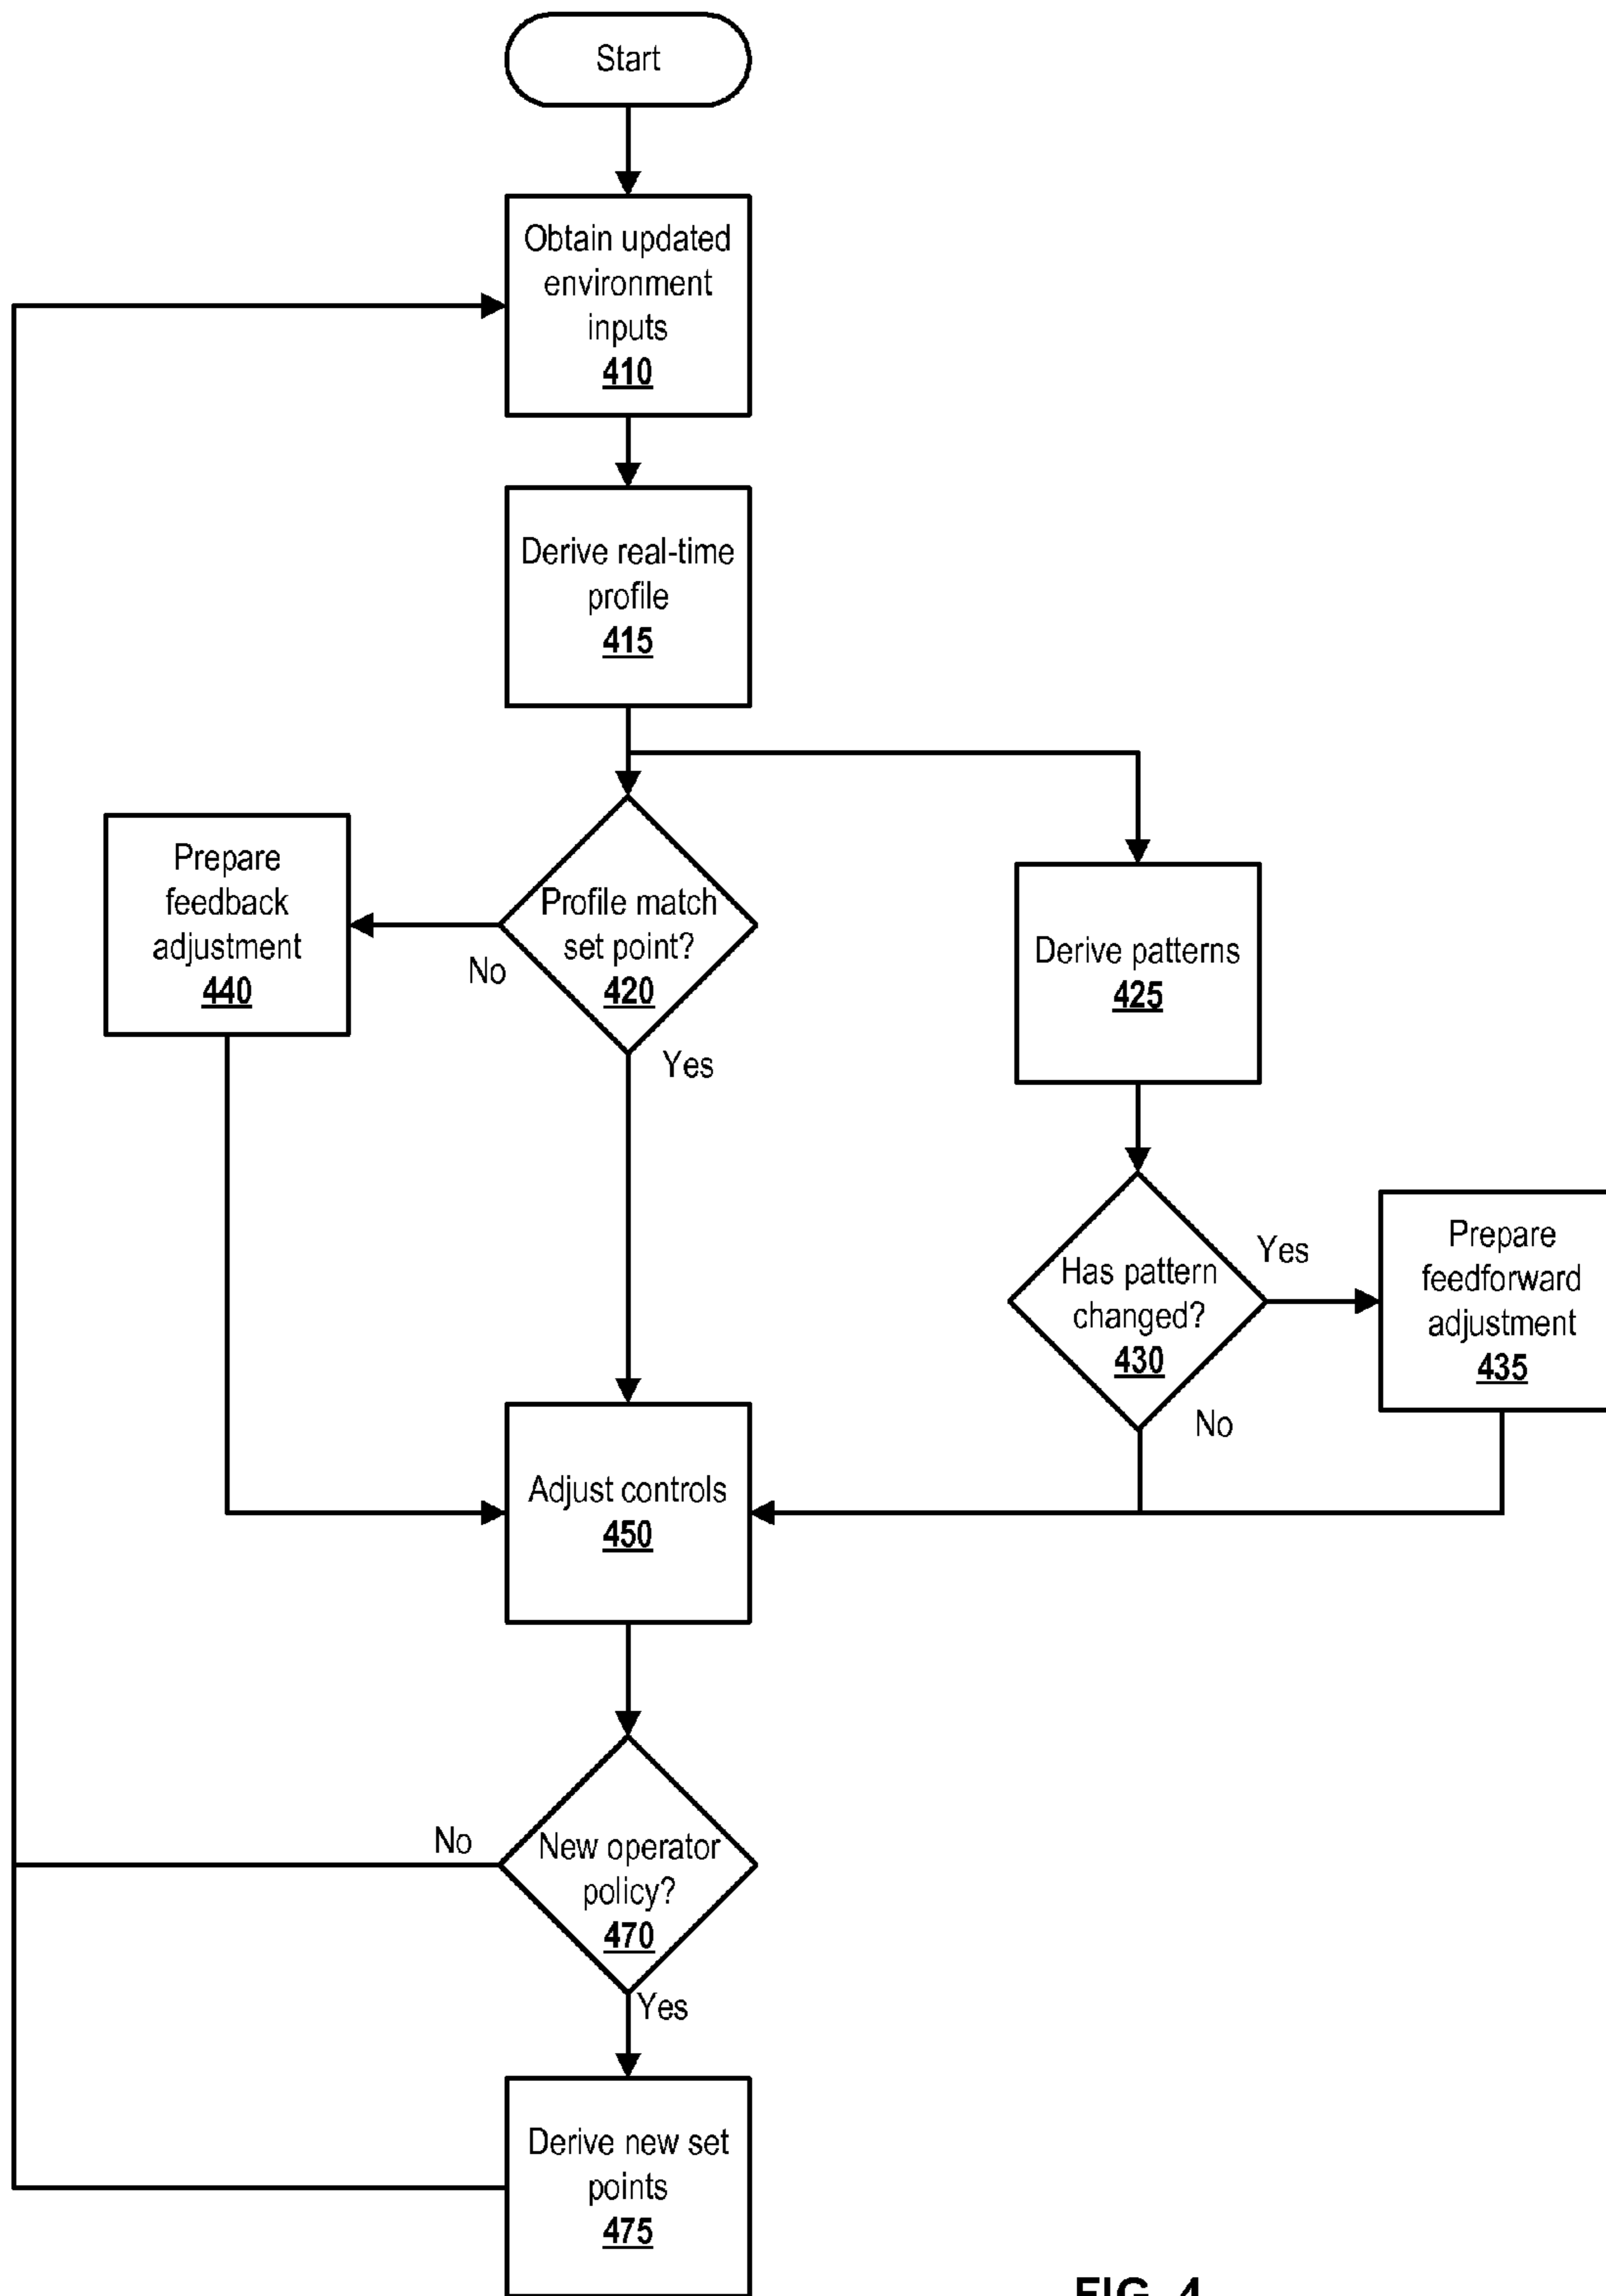 Start
Obtain updated
environment
inputs
410
Derive real-time
profile
415
Prepare
feedback
adjustment
440
No
Profile match
set point?
420
Yes
Derive patterns
425
Has pattern
changed?
430
Yes
No
Prepare
feedforward
adjustment
435
Adjust controls
450
No
New operator
policy?
470
Yes
Derive new set
points
475
FIG. 4